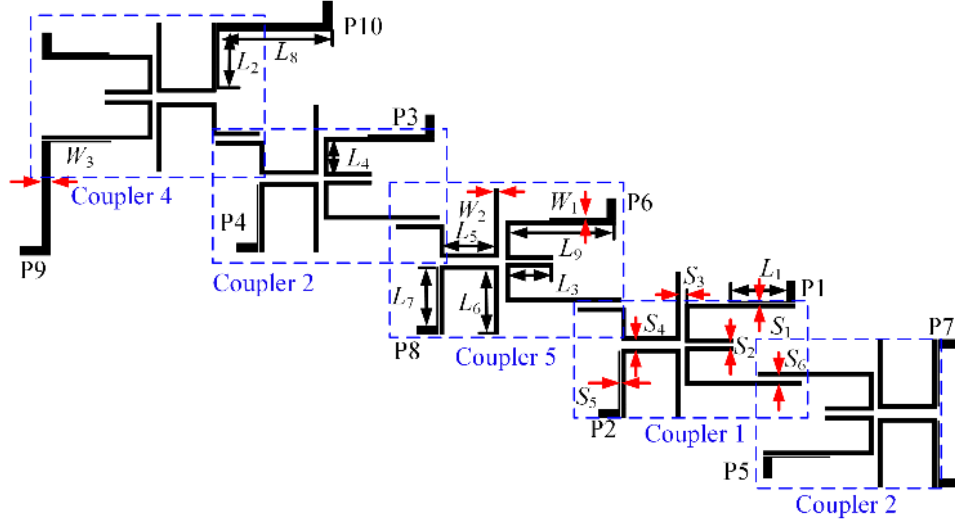 P10
L2
L8
P3
W3
L4
Coupler 4
P4
W2
W1
P6
L5
L9
P9
Coupler 2
S3
L1
P1
L7
L6
L3
S4
S1
P7
P8
S2
Coupler 5
S6
S5
P2
Coupler 1
P5
Coupler 2